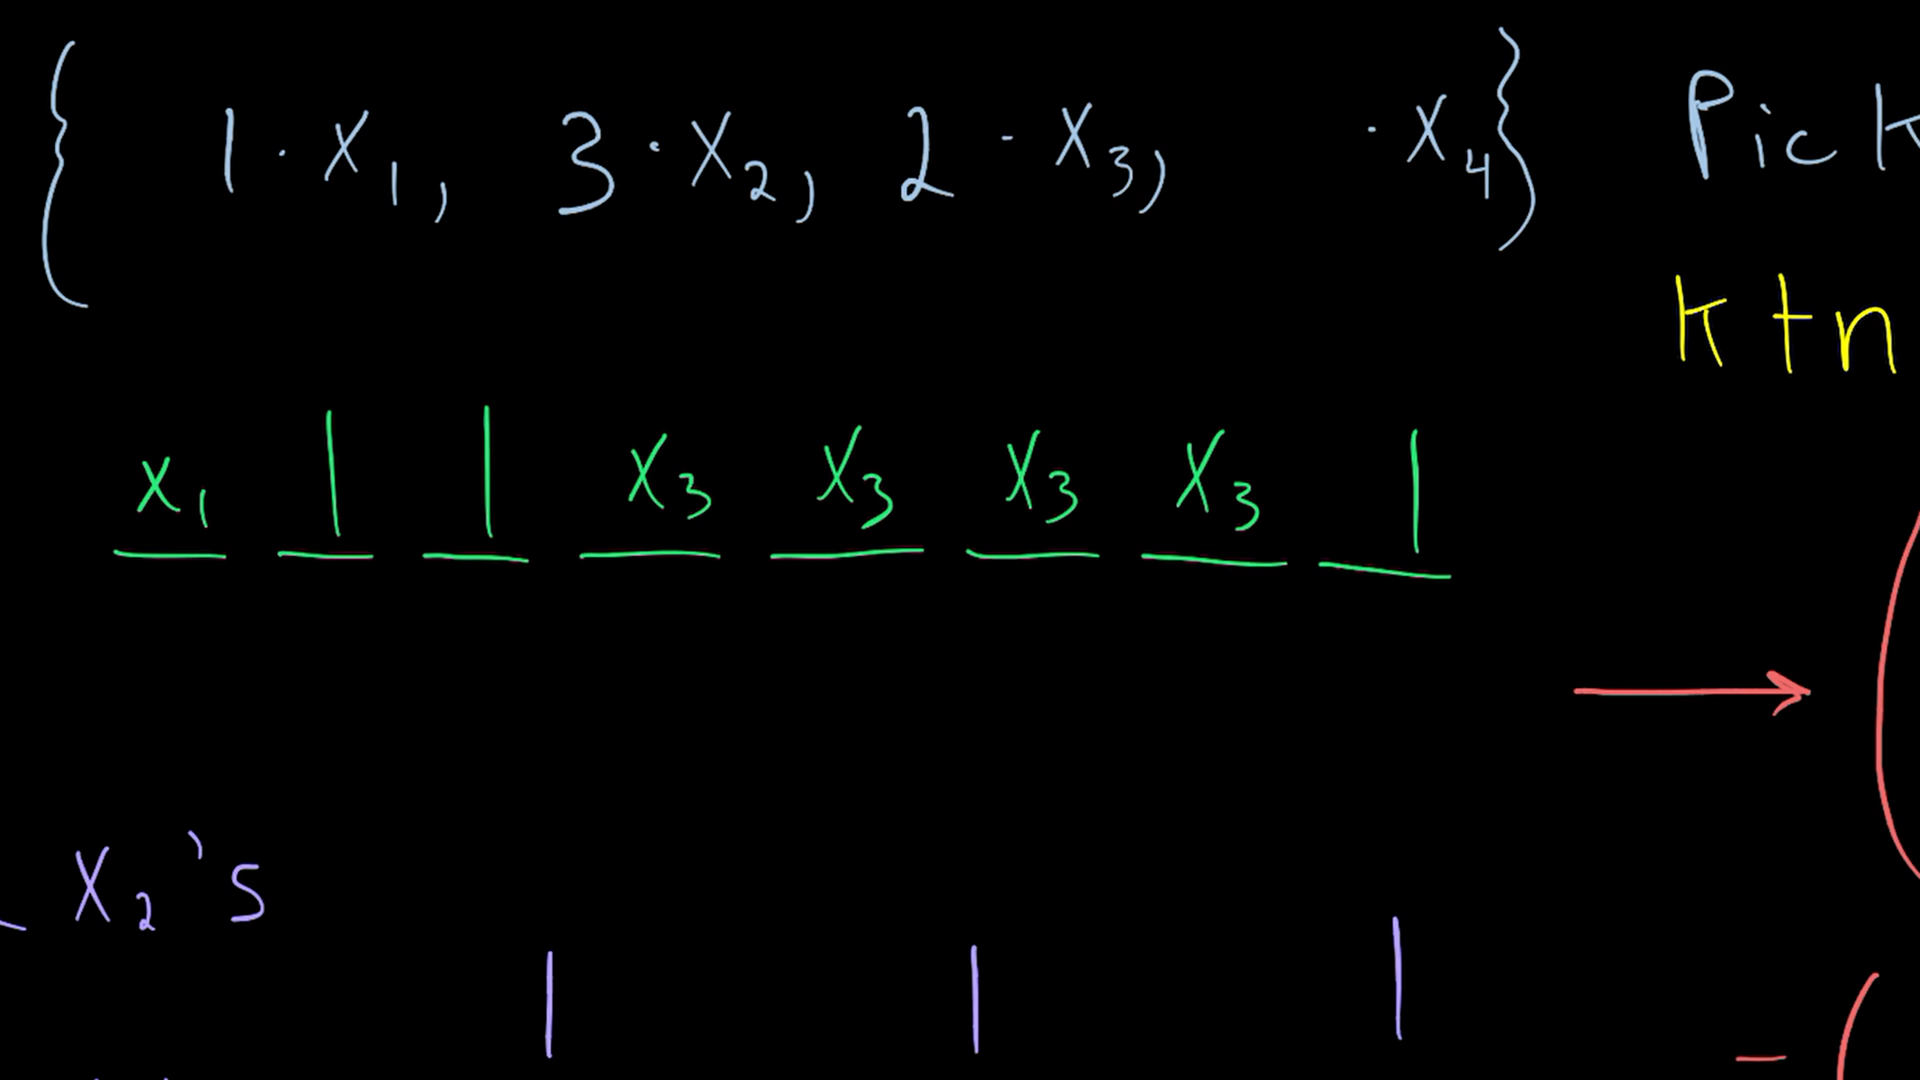 { 1 · x₁, 3 · x₂, 2 · x₃, · x₄} Pick
k+n
x₁ | | x₃ x₃ x₃ x₃ |
x₂'s
| | |
= (